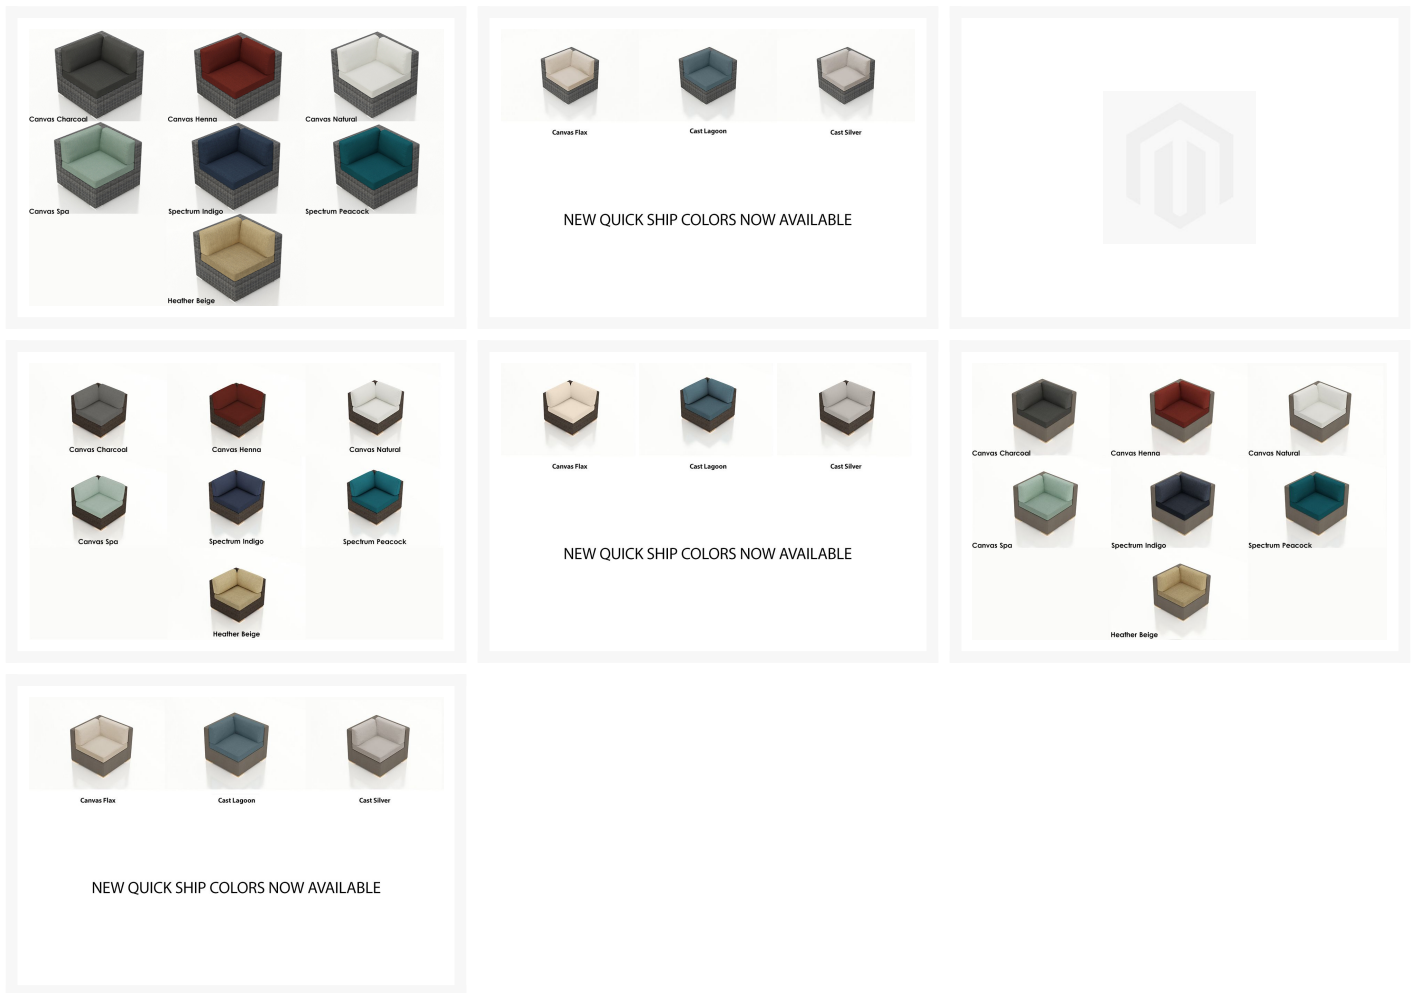 Canvas Charcoal
Canvas Henna
Canvas Natural
Canvas Spa
Spectrum Indigo
Spectrum Peacock
Heather Beige
Canvas Flax
Cast Lagoon
Cast Silver
NEW QUICK SHIP COLORS NOW AVAILABLE
Canvas Charcoal
Canvas Henna
Canvas Natural
Canvas Spa
Spectrum Indigo
Spectrum Peacock
Heather Beige
Canvas Flax
Cast Lagoon
Cast Silver
NEW QUICK SHIP COLORS NOW AVAILABLE
Canvas Charcoal
Canvas Henna
Canvas Natural
Canvas Spa
Spectrum Indigo
Spectrum Peacock
Heather Beige
Canvas Flax
Cast Lagoon
Cast Silver
NEW QUICK SHIP COLORS NOW AVAILABLE